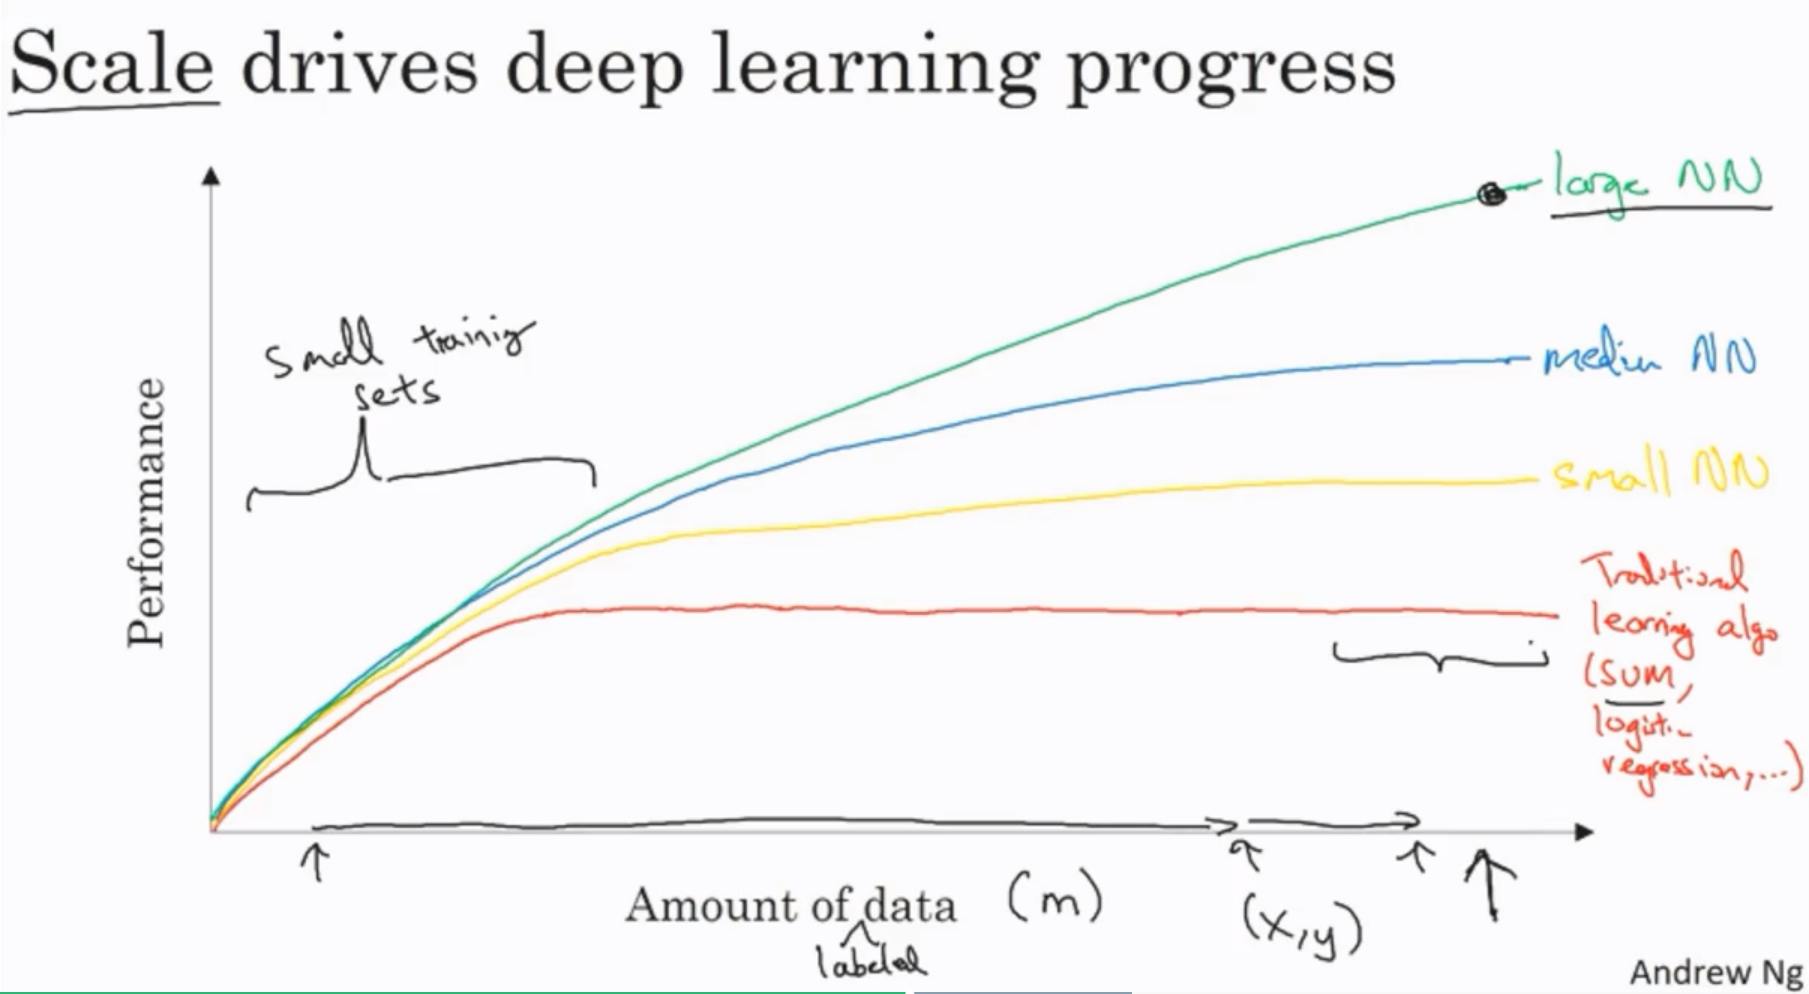 Scale drives deep learning progress
large NN
small training
sets
medium NN
small NN
Performance
Traditional
learning algo
(SVM,
logistic
regression,...)
Amount of data (m)
labeled
(x,y)
Andrew Ng